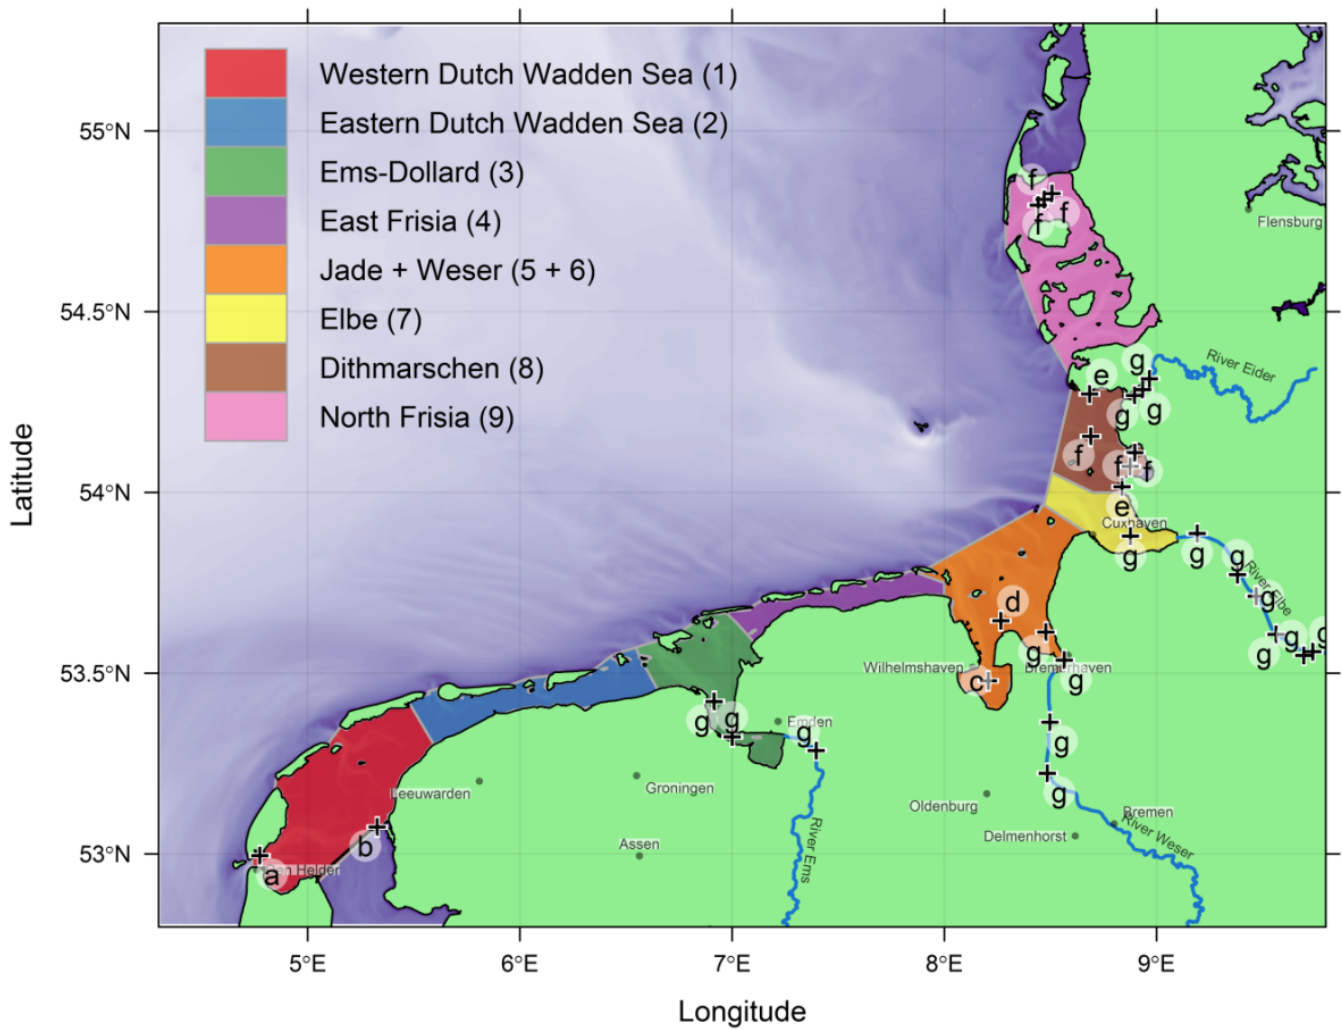 Western Dutch Wadden Sea (1)
Eastern Dutch Wadden Sea (2)
Ems-Dollard (3)
East Frisia (4)
Jade + Weser (5 + 6)
Elbe (7)
Dithmarschen (8)
North Frisia (9)
55°N
54.5°N
54°N
53.5°N
53°N
Latitude
5°E
6°E
7°E
8°E
9°E
Longitude
f
f
f
Flensburg
River Eider
e
g
g
g
f
f
f
e
Cuxhaven
g
g
g
River Elbe
g
g
g
g
d
g
Wilhelmshaven
Bremerhaven
c
g
g
g
Emden
g
g
g
Leeuwarden
Groningen
Oldenburg
Bremen
Delmenhorst
River Weser
Assen
River Ems
b
Den Helder
a